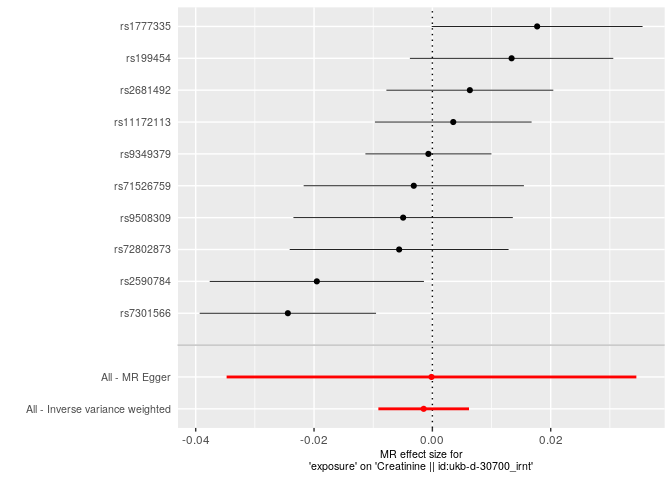 rs1777335
rs199454
rs2681492
rs11172113
rs9349379
rs71526759
rs9508309
rs72802873
rs2590784
rs7301566
All - MR Egger
All - Inverse variance weighted
-0.04 -0.02 0.00 0.02
MR effect size for
'exposure' on 'Creatinine || id:ukb-d-30700_irnt'